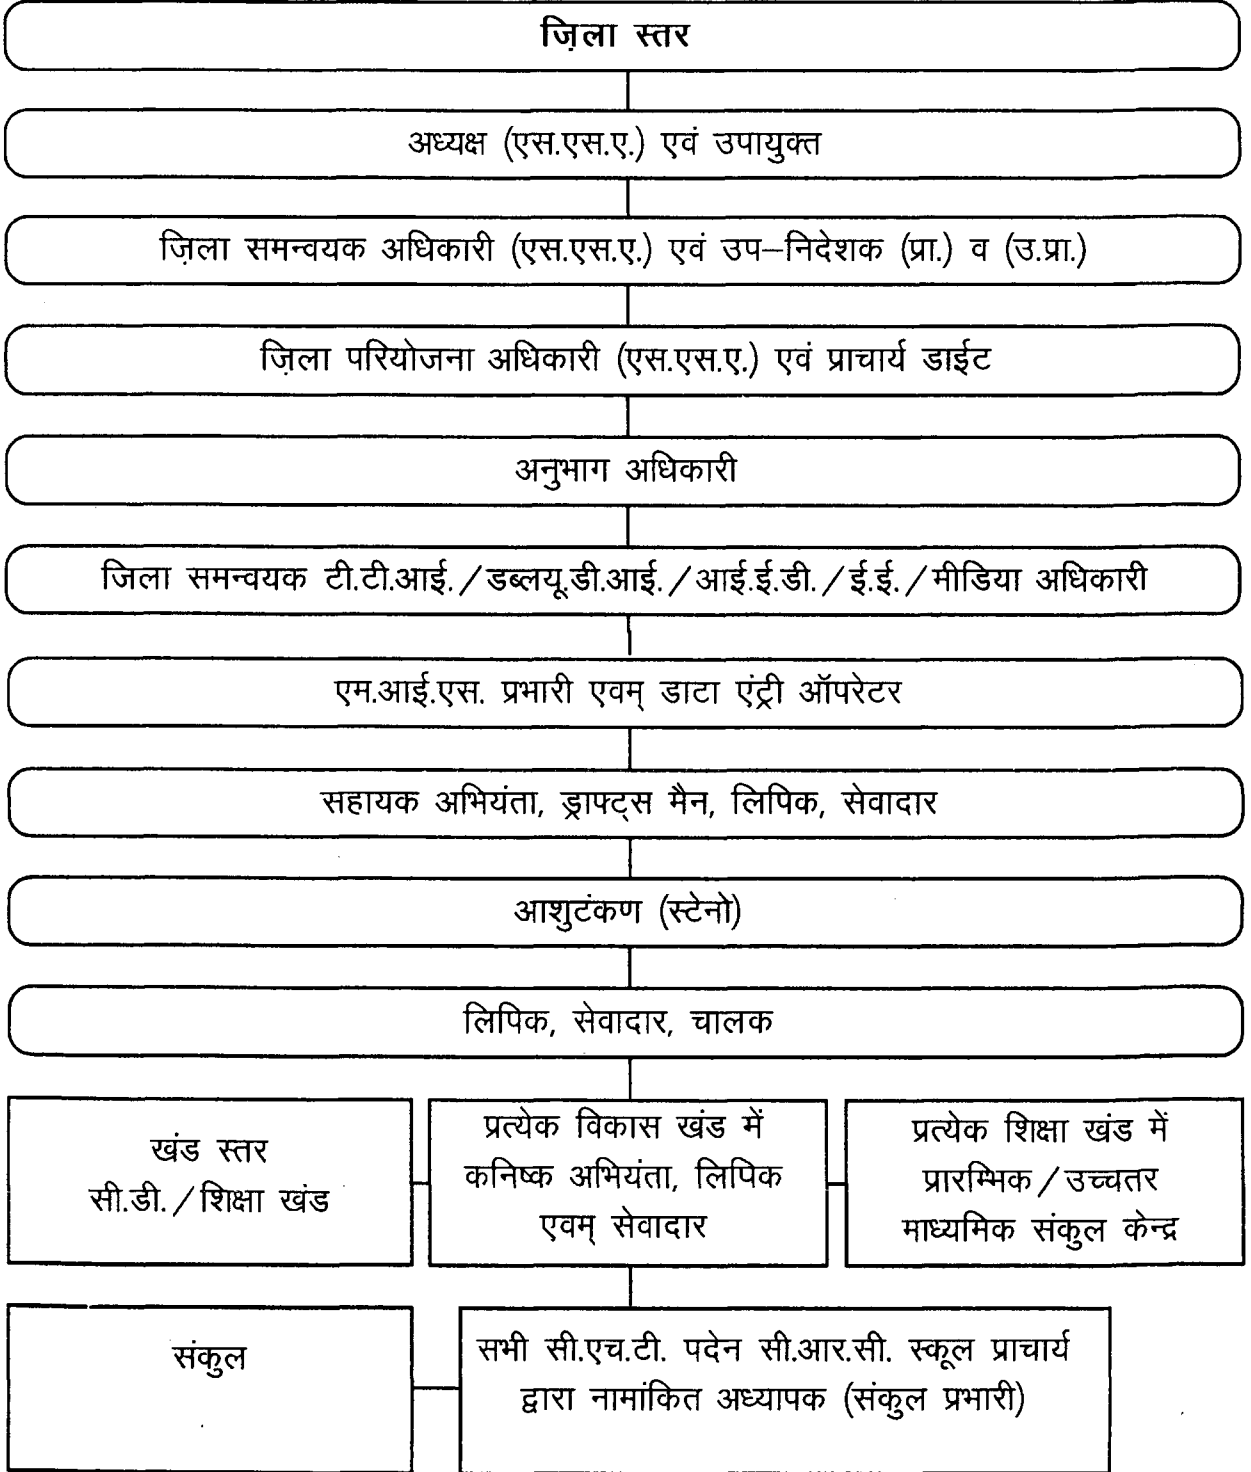 ज़िला स्तर
अध्यक्ष (एस.एस.ए.) एवं उपायुक्त
ज़िला समन्वयक अधिकारी (एस.एस.ए.) एवं उप–निदेशक (प्रा.) व (उ.प्रा.)
ज़िला परियोजना अधिकारी (एस.एस.ए.) एवं प्राचार्य डाईट
अनुभाग अधिकारी
जिला समन्वयक टी.टी.आई./डब्लयू.डी.आई./आई.ई.डी./ई.ई./मीडिया अधिकारी
एम.आई.एस. प्रभारी एवम् डाटा एंट्री ऑपरेटर
सहायक अभियंता, ड्राफ्ट्स मैन, लिपिक, सेवादार
आशुटंकण (स्टेनो)
लिपिक, सेवादार, चालक
खंड स्तर
सी.डी./शिक्षा खंड
प्रत्येक विकास खंड में
कनिष्क अभियंता, लिपिक
एवम् सेवादार
प्रत्येक शिक्षा खंड में
प्रारम्भिक/उच्चतर
माध्यमिक संकुल केन्द्र
संकुल
सभी सी.एच.टी. पदेन सी.आर.सी. स्कूल प्राचार्य
द्वारा नामांकित अध्यापक (संकुल प्रभारी)